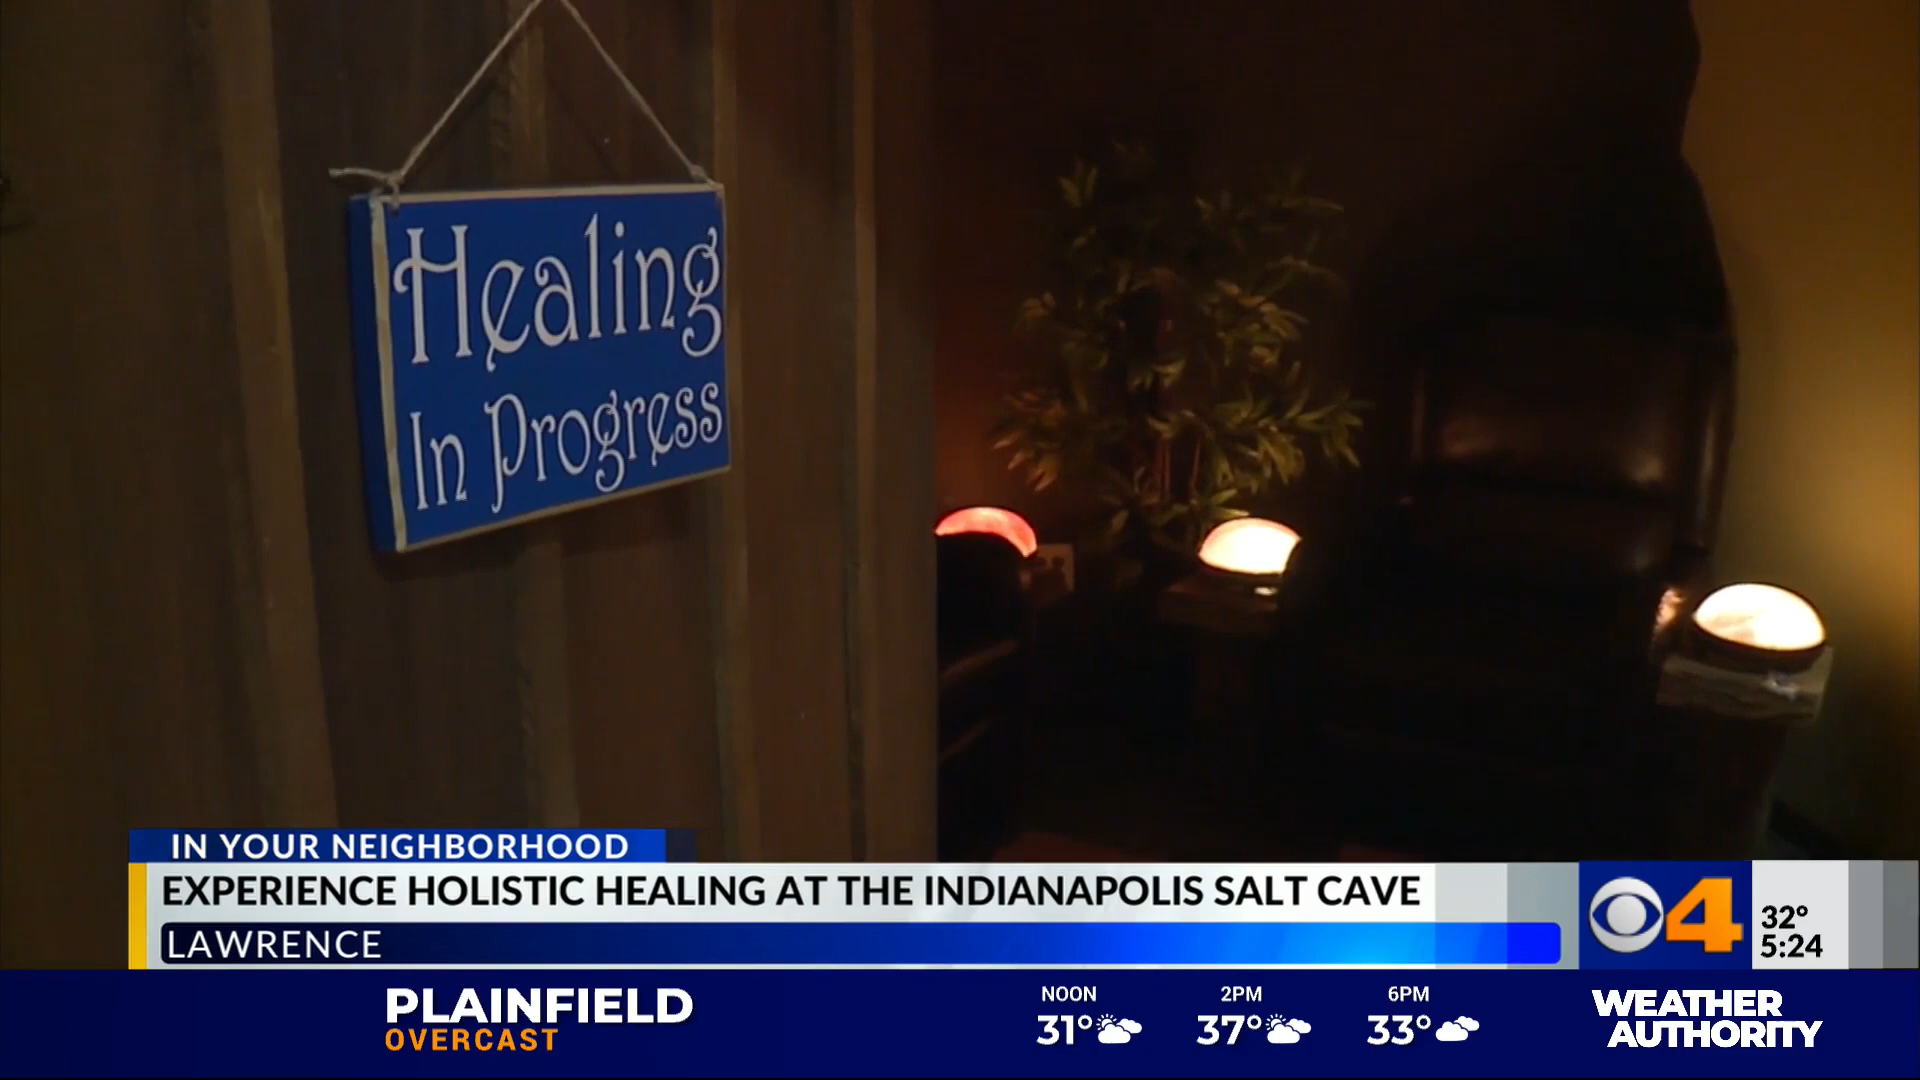 Healing
In Progress
IN YOUR NEIGHBORHOOD
EXPERIENCE HOLISTIC HEALING AT THE INDIANAPOLIS SALT CAVE
LAWRENCE
4
32°
5:24
PLAINFIELD
OVERCAST
NOON 2PM 6PM
31° 37° 33°
WEATHER
AUTHORITY